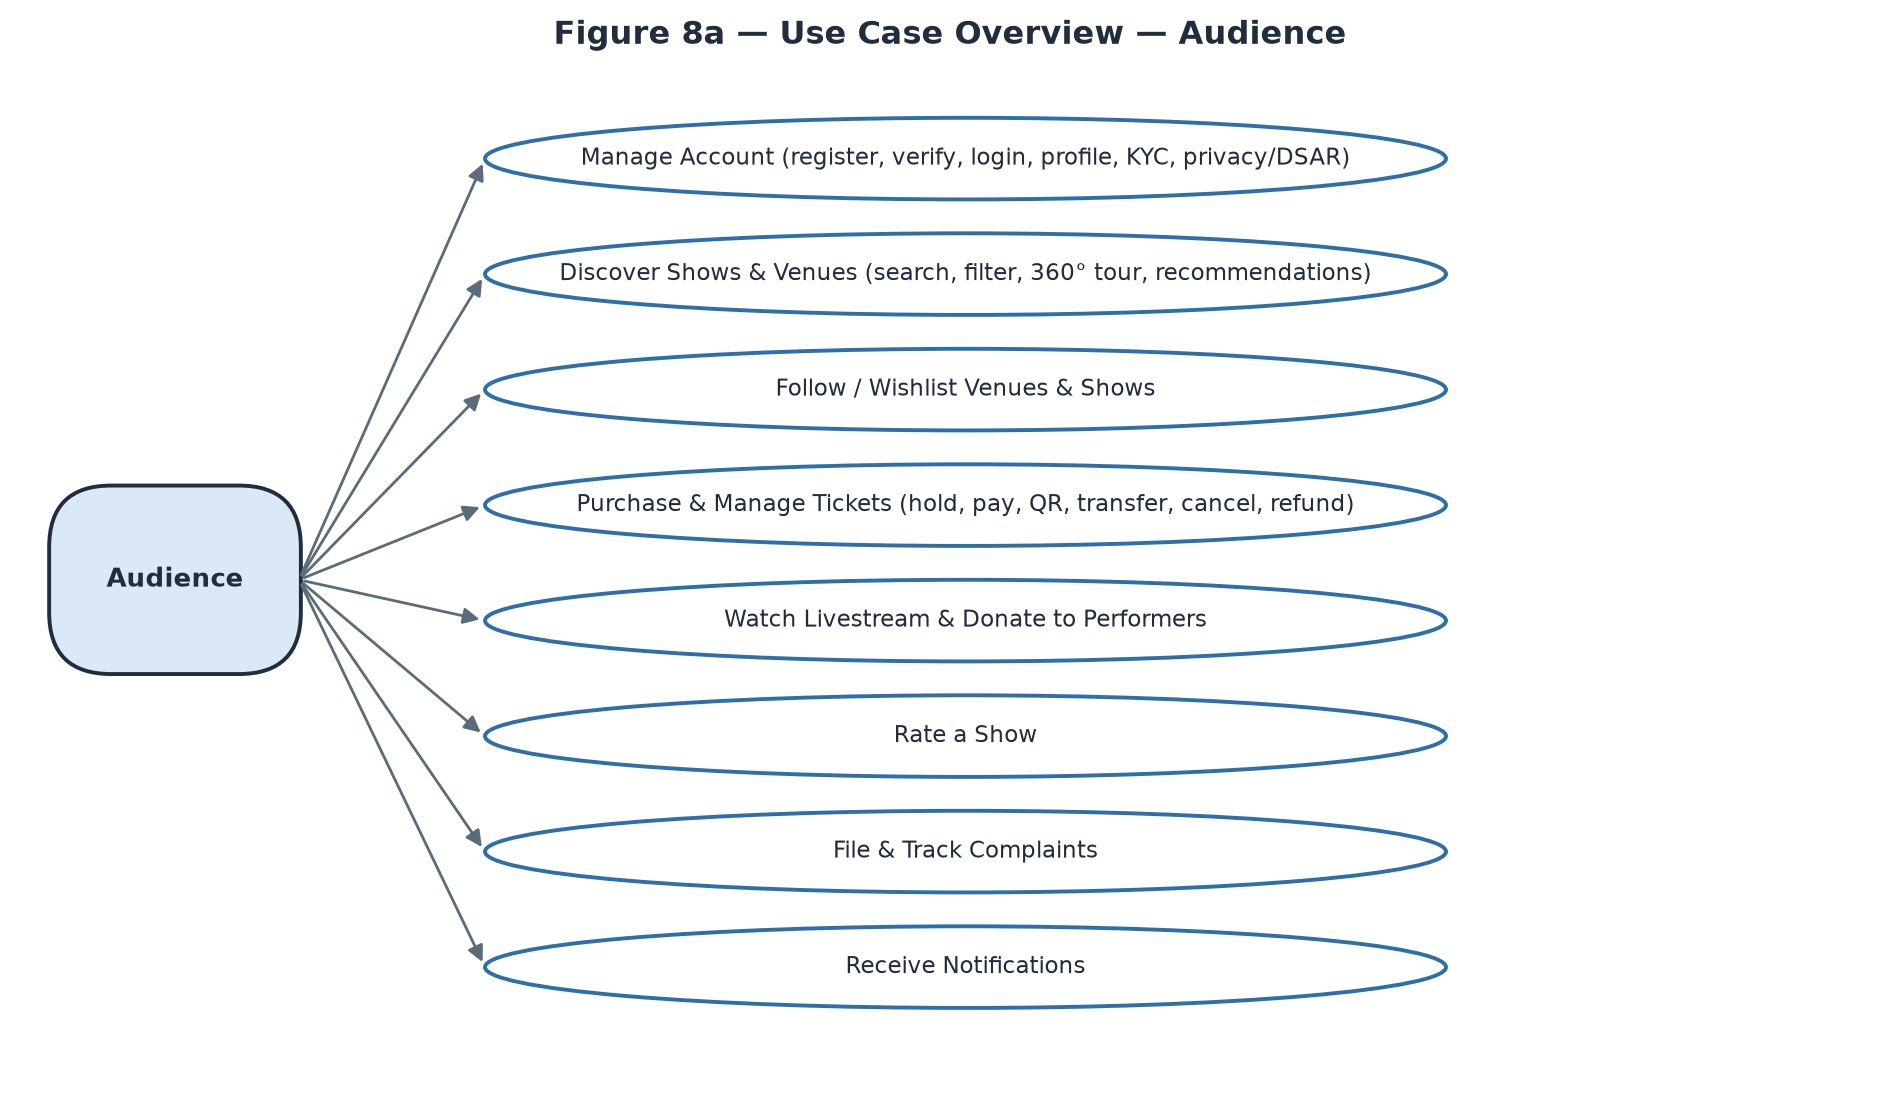 Figure 8a — Use Case Overview — Audience
Manage Account (register, verify, login, profile, KYC, privacy/DSAR)
Discover Shows & Venues (search, filter, 360° tour, recommendations)
Follow / Wishlist Venues & Shows
Purchase & Manage Tickets (hold, pay, QR, transfer, cancel, refund)
Audience
Watch Livestream & Donate to Performers
Rate a Show
File & Track Complaints
Receive Notifications